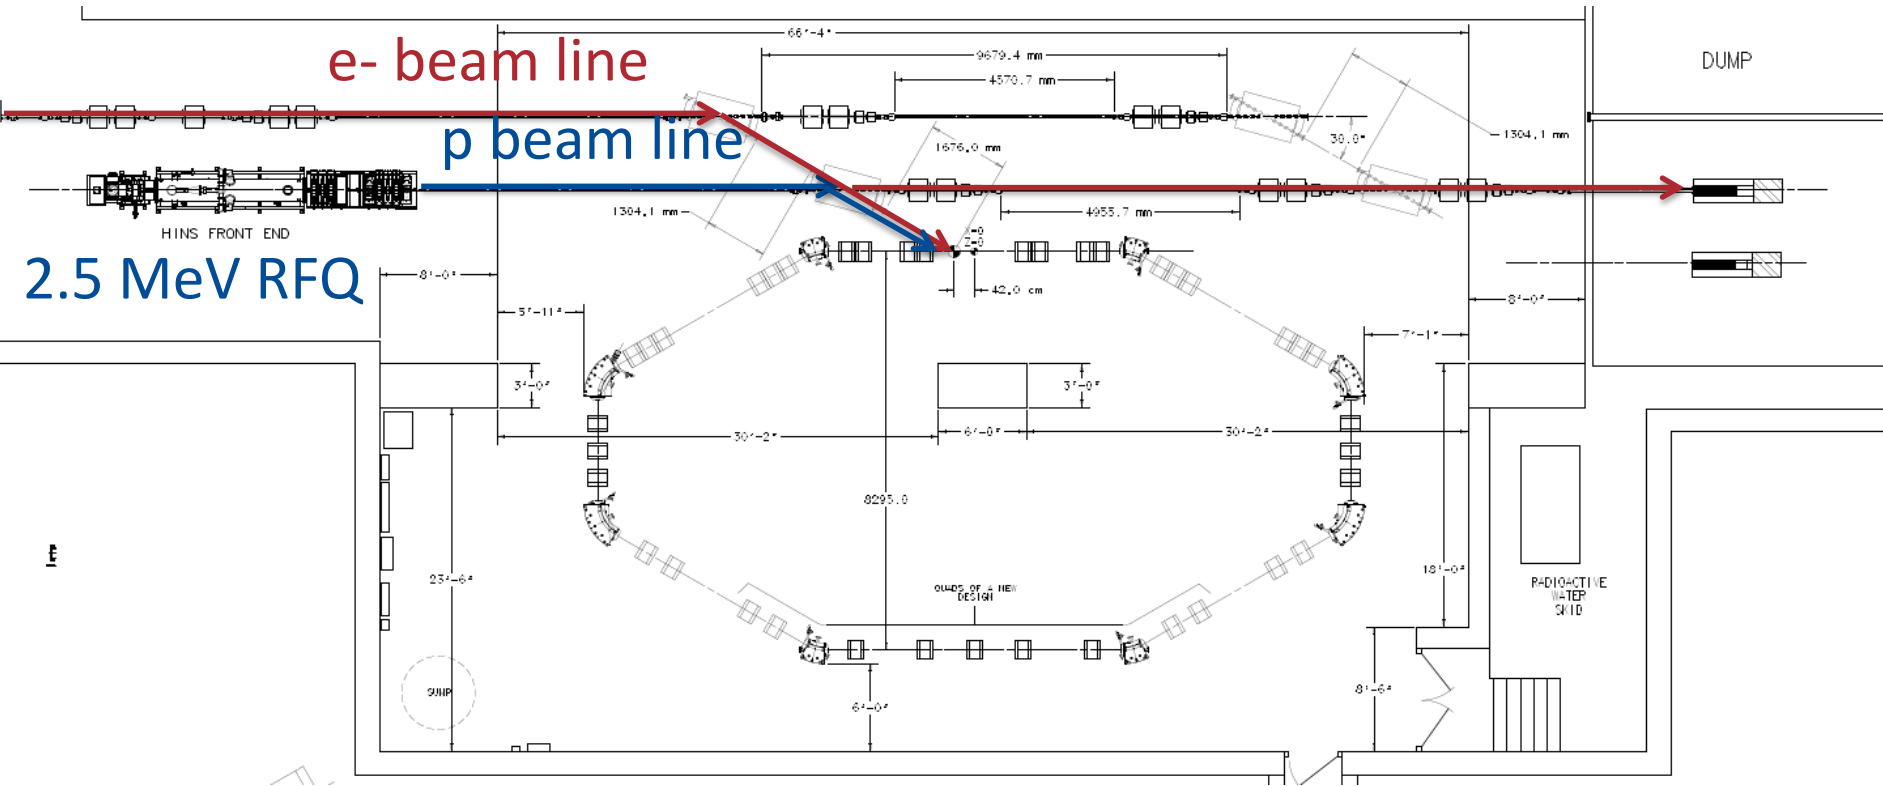 66'-4"
e- beam line
9679.4 mm
DUMP
4570.7 mm
p beam line
1304.1 mm
30.0°
1676.0 mm
1304.1 mm
4955.7 mm
HINS FRONT END
2.5 MeV RFQ
8'-0"
42.0 cm
8'-0"
3'-11"
7'-1"
3'-0"
3'-0"
30'-2"
6'-0"
30'-2"
8295.0
23'-6"
18'-0"
QUADS OF A NEW
DESIGN
RADIOACTIVE
WATER
SKID
SUMP
8'-6"
6'-0"